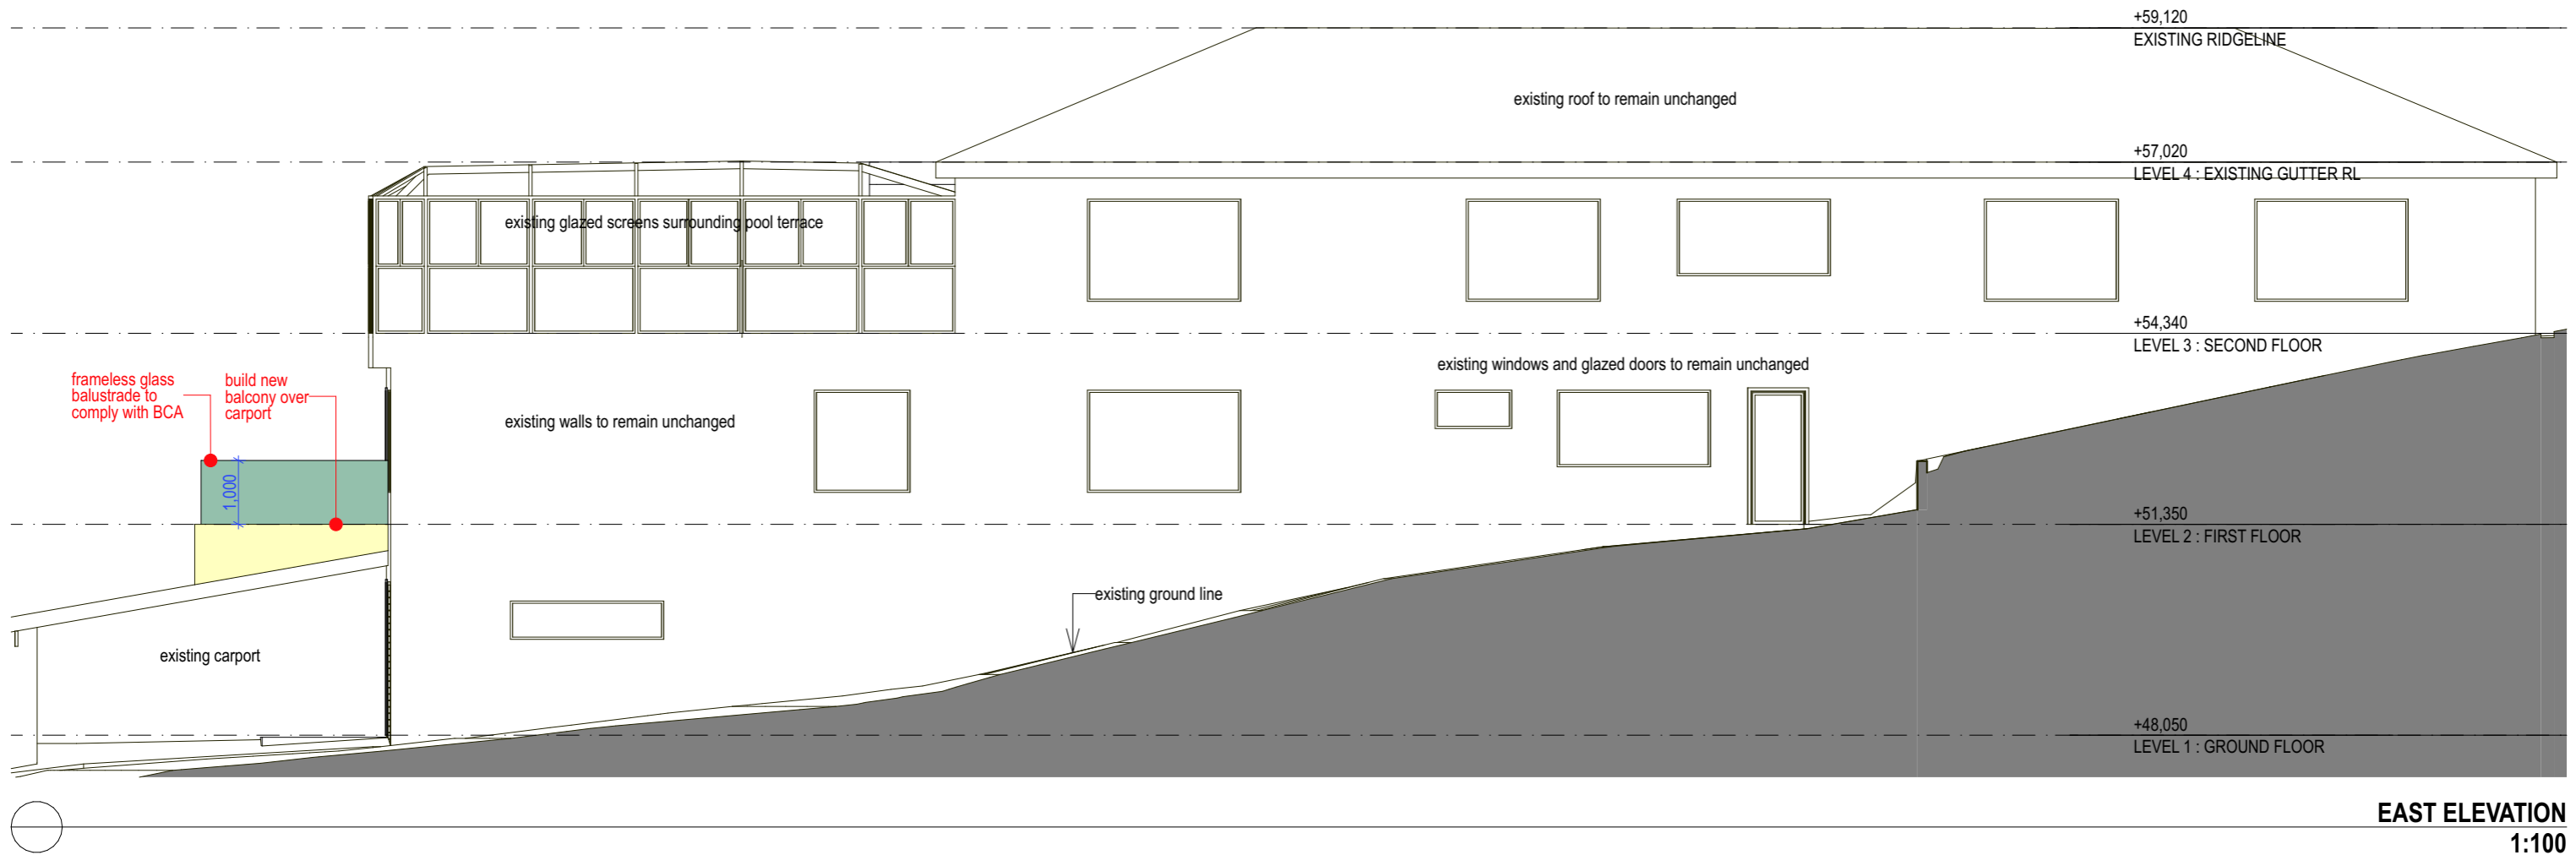 +59,120
EXISTING RIDGELINE
existing roof to remain unchanged
+57,020
LEVEL 4 : EXISTING GUTTER RL
existing glazed screens surrounding pool terrace
+54,340
LEVEL 3 : SECOND FLOOR
existing windows and glazed doors to remain unchanged
frameless glass
balustrade to
comply with BCA
build new
balcony over
carport
existing walls to remain unchanged
1,000
+51,350
LEVEL 2 : FIRST FLOOR
existing ground line
existing carport
+48,050
LEVEL 1 : GROUND FLOOR
EAST ELEVATION
1:100